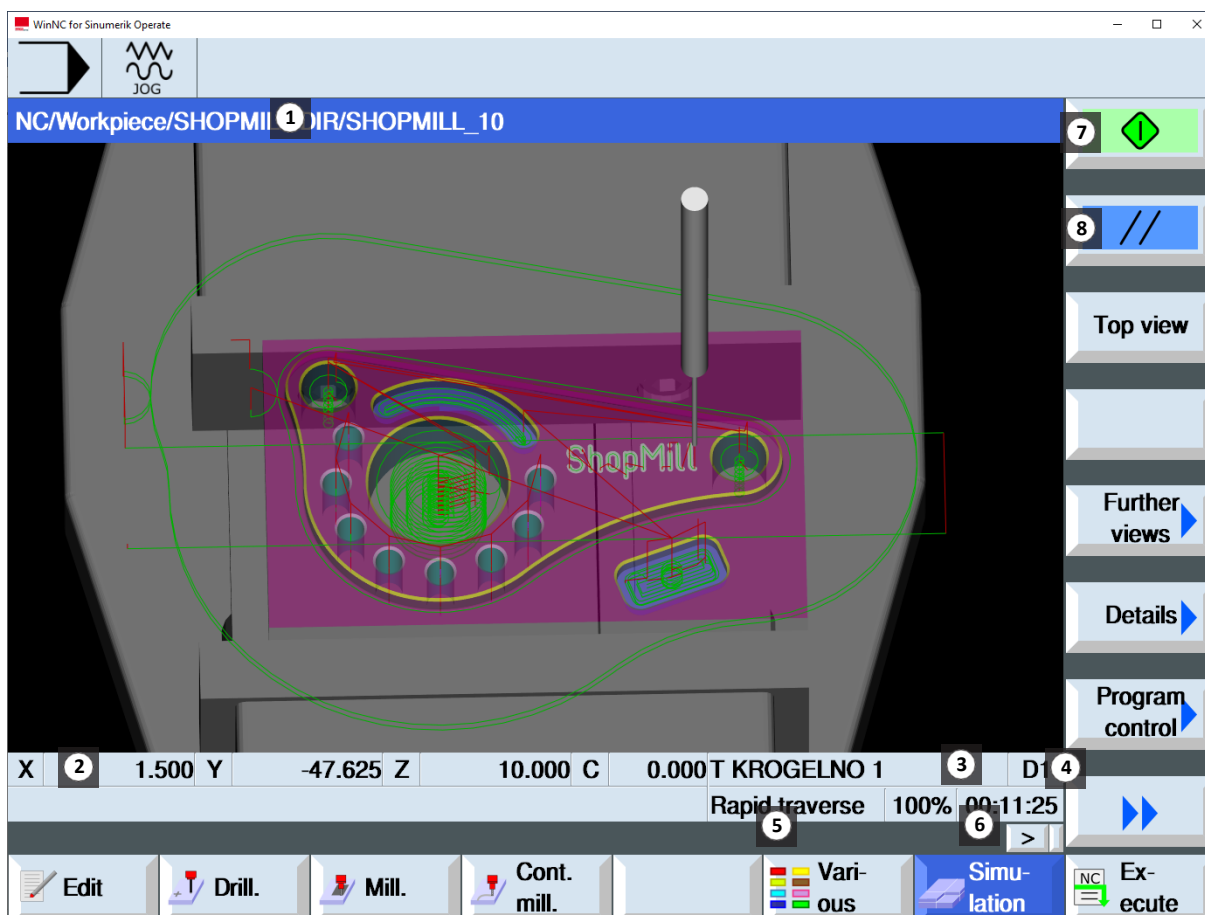 WinNC for Sinumerik Operate
JOG
NC/Workpiece/SHOPMIL DIR/SHOPMILL_10
1
7
8
Top view
ShopMill
Further
views
Details
Program
control
X 2 1.500 Y -47.625 Z 10.000 C 0.000 T KROGELNO 1 3 D1 4
Rapid traverse 100% 00:11:25
5
6
>
Edit
Drill.
Mill.
Cont.
mill.
Vari-
ous
Simu-
lation
NC
Ex-
ecute